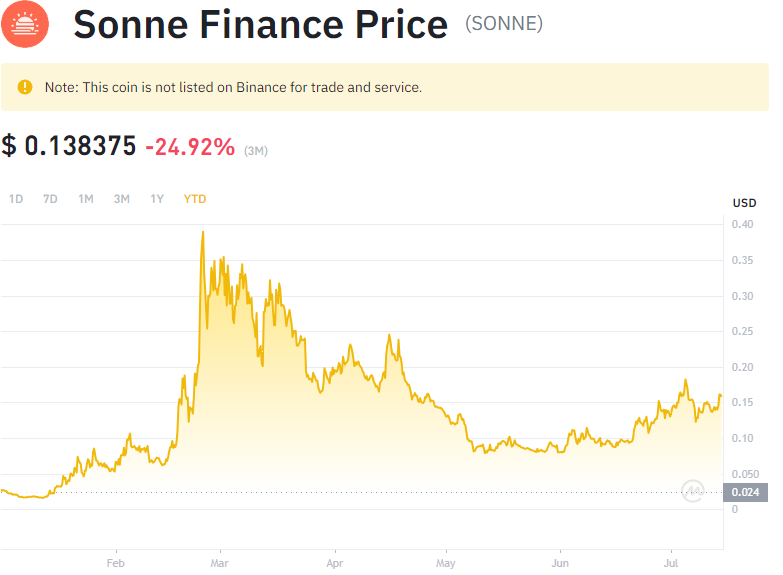 Sonne Finance Price (SONNE)
Note: This coin is not listed on Binance for trade and service.
$ 0.138375 -24.92% (3M)
1D 7D 1M 3M 1Y YTD
USD
0.40
0.35
0.30
0.25
0.20
0.15
0.10
0.050
0.024
0
Feb Mar Apr May Jun Jul